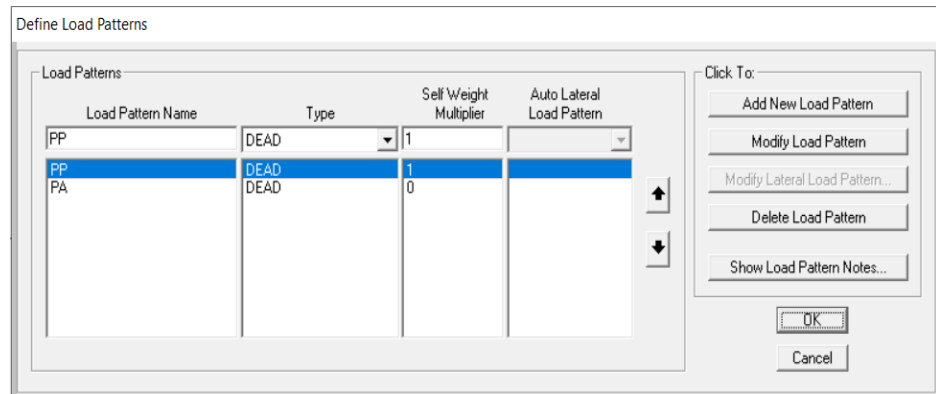 Define Load Patterns
Load Patterns
Load Pattern Name
Type
Self Weight Multiplier
Auto Lateral Load Pattern
PP
DEAD
1
PP DEAD 1
PA DEAD 0
Click To:
Add New Load Pattern
Modify Load Pattern
Modify Lateral Load Pattern...
Delete Load Pattern
Show Load Pattern Notes...
OK
Cancel